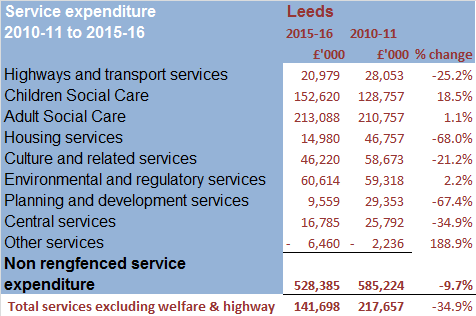 Service expenditure Leeds
2010-11 to 2015-16 2015-16 2010-11
£'000 £'000 % change
Highways and transport services 20,979 28,053 -25.2%
Children Social Care 152,620 128,757 18.5%
Adult Social Care 213,088 210,757 1.1%
Housing services 14,980 46,757 -68.0%
Culture and related services 46,220 58,673 -21.2%
Environmental and regulatory services 60,614 59,318 2.2%
Planning and development services 9,559 29,353 -67.4%
Central services 16,785 25,792 -34.9%
Other services - 6,460 - 2,236 188.9%
Non rengfenced service
expenditure 528,385 585,224 -9.7%
Total services excluding welfare & highway 141,698 217,657 -34.9%